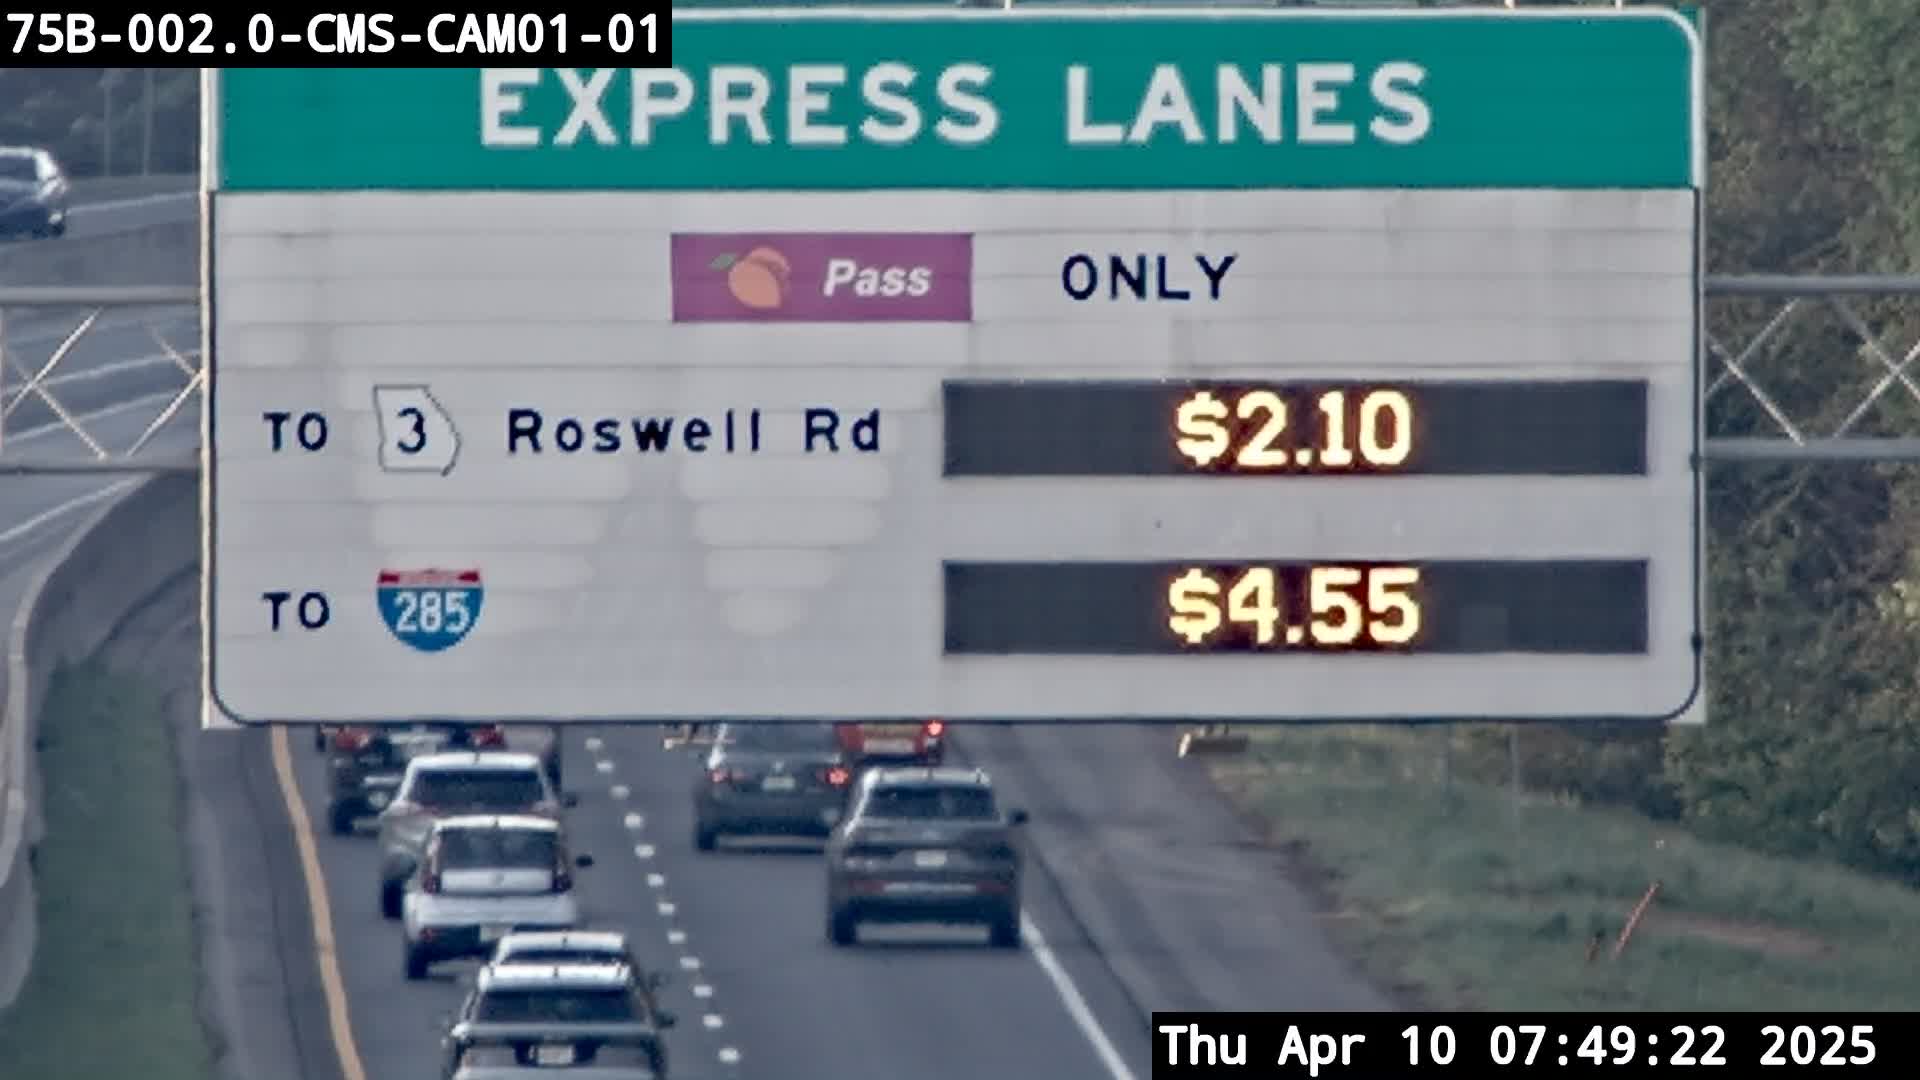 75B-002.0-CMS-CAM01-01
EXPRESS LANES
Pass ONLY
TO 3 Roswell Rd $2.10
TO 285 $4.55
Thu Apr 10 07:49:22 2025